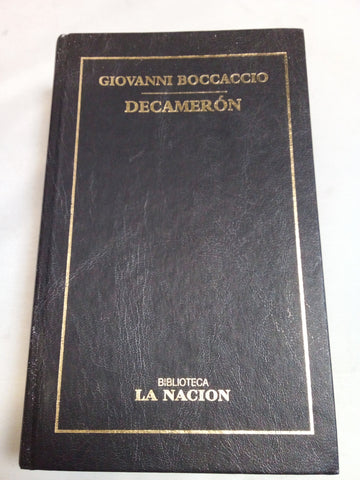 GIOVANNI BOCCACCIO
DECAMERÓN
BIBLIOTECA
LA NACION